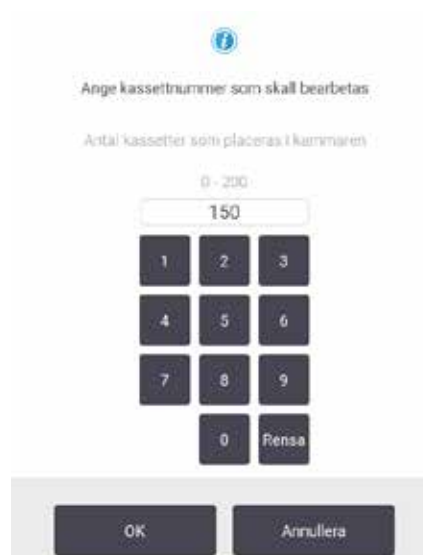 Ange kassettnummer som skall bearbetas
Antal kassetter som placeras i kammaren
0 - 200
150
1 2 3
4 5 6
7 8 9
0 Rensa
OK Annullera